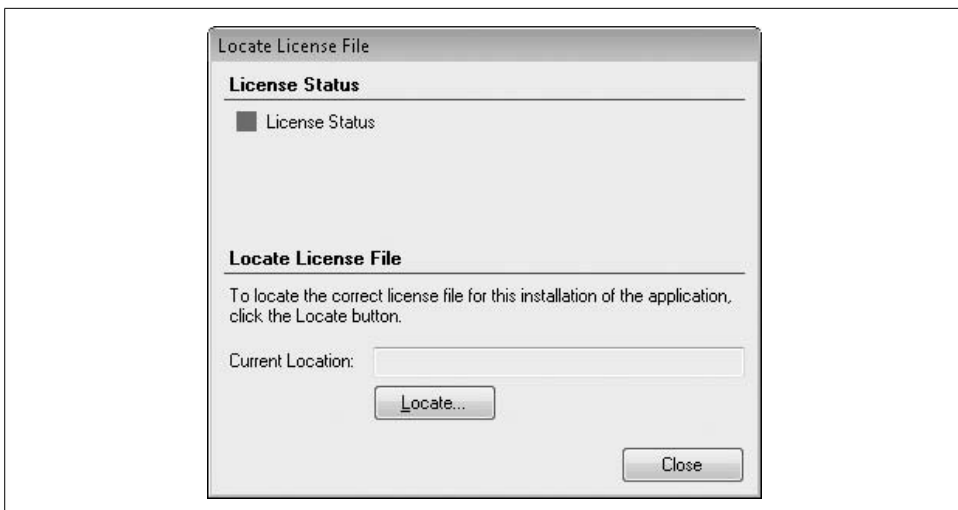 Locate License File
License Status
License Status
Locate License File
To locate the correct license file for this installation of the application,
click the Locate button.
Current Location:
Locate...
Close